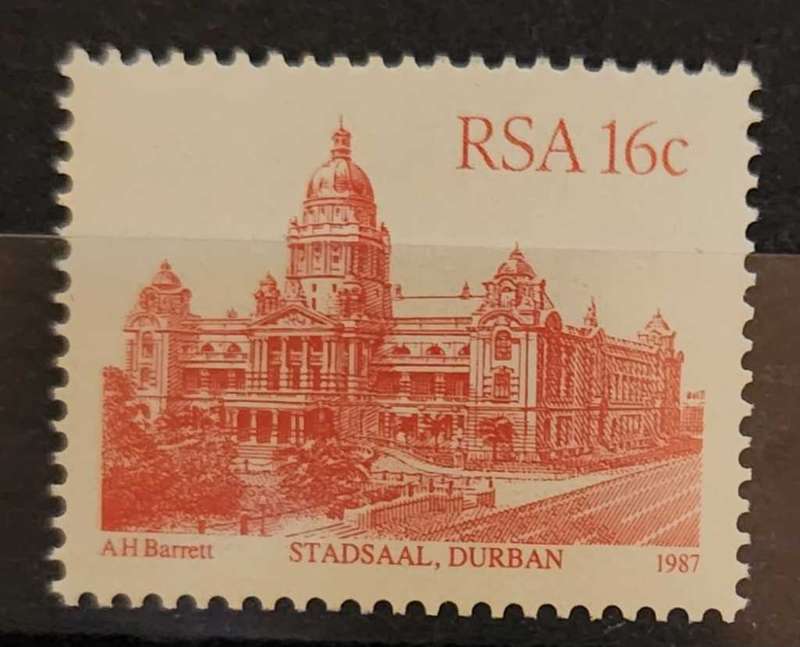 RSA 16c
A H Barrett STADSAAL, DURBAN 1987